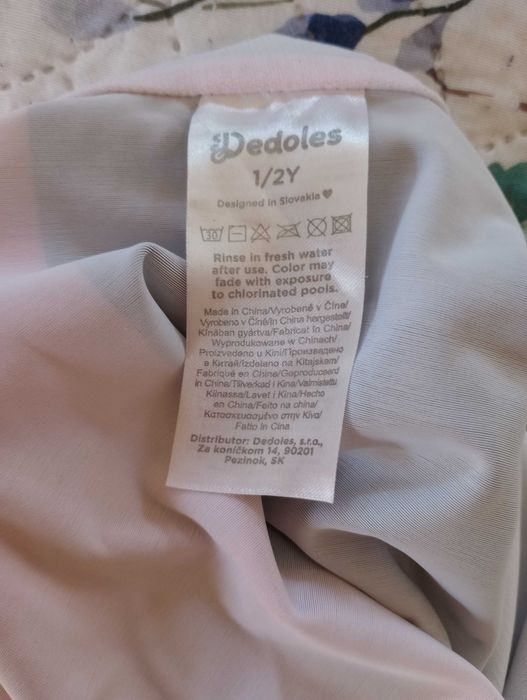 Dedoles
1/2Y
Designed in Slovakia
30
Rinse in fresh water
after use. Color may
fade with exposure
to chlorinated pools.
Made in China/Vyrobené v Číne/
Vyrobeno v Číně/In China hergestellt/
Kínában gyártva/Fabricat în China/
Wyprodukowane w Chinach/
Proizvedeno u Kini/Произведено
в Китай/Izdelano na Kitajskem/
Fabriqué en Chine/Geproduceerd
in China/Tillverkad i Kina/Valmistettu
Kiinassa/Lavet i Kina/Hecho
en China/Feito na china/
Κατασκευασμένο στην Κίνα/
Fatto in Cina
Distributor: Dedoles, s.r.o.,
Za koníčkom 14, 90201
Pezinok, SK